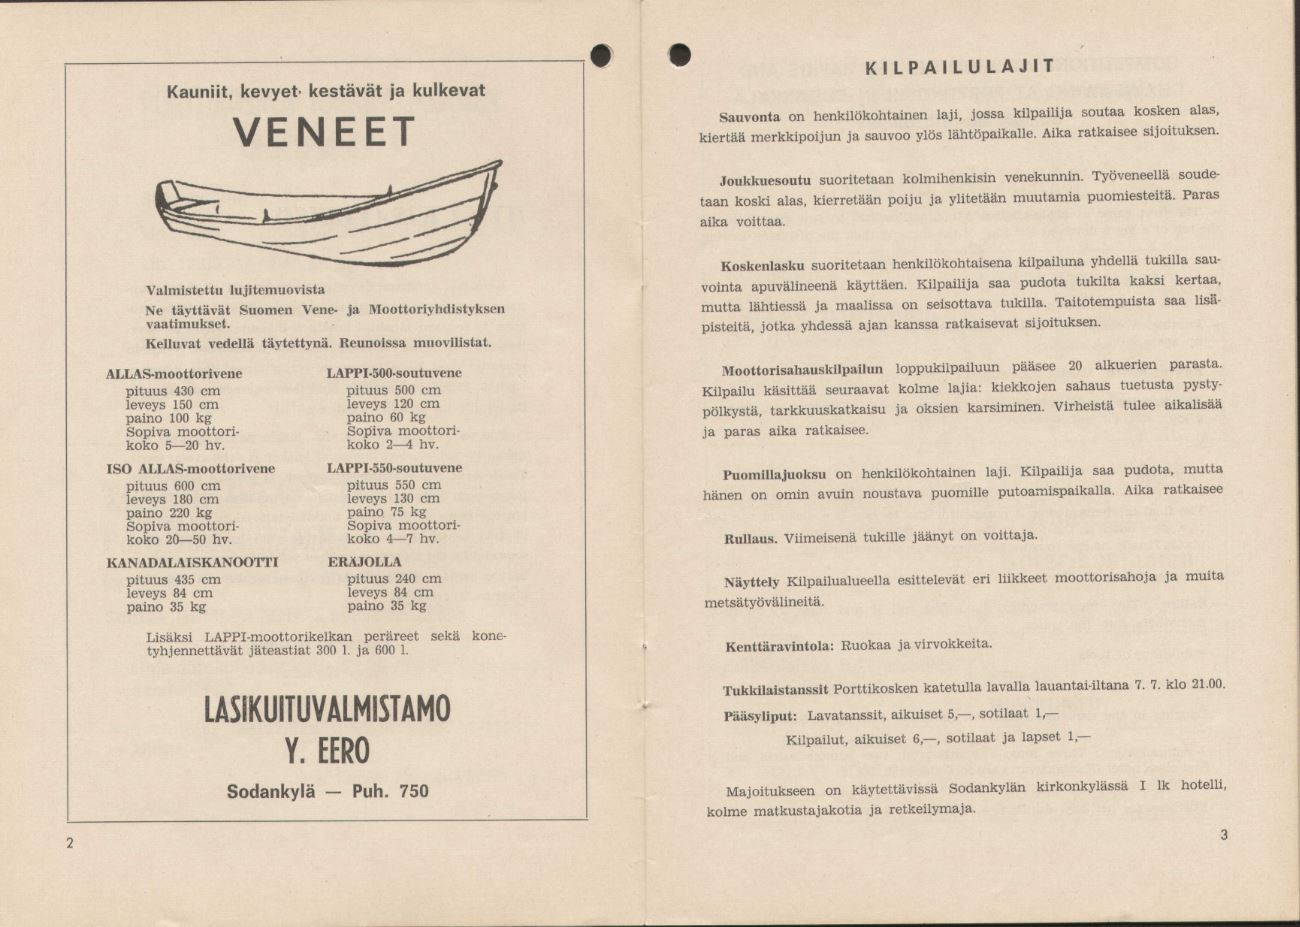 Kauniit, kevyet· kestävät ja kulkevat
VENEET
Valmistettu lujitemuovista
Ne täyttävät Suomen Vene- ja Moottoriyhdistyksen
vaatimukset.
Kelluvat vedellä täytettynä. Reunoissa muovilistat.
ALLAS-moottorivene
pituus 430 cm
leveys 150 cm
paino 100 kg
Sopiva moottori-
koko 5—20 hv.
LAPPI-500-soutuvene
pituus 500 cm
leveys 120 cm
paino 60 kg
Sopiva moottori-
koko 2—4 hv.
ISO ALLAS-moottorivene
pituus 600 cm
leveys 180 cm
paino 220 kg
Sopiva moottori-
koko 20—50 hv.
LAPPI-550-soutuvene
pituus 550 cm
leveys 130 cm
paino 75 kg
Sopiva moottori-
koko 4—7 hv.
KANADALAISKANOOTTI
pituus 435 cm
leveys 84 cm
paino 35 kg
ERÄJOLLA
pituus 240 cm
leveys 84 cm
paino 35 kg
Lisäksi LAPPI-moottorikelkan peräreet sekä kone-
tyhjennettävät jäteastiat 300 l. ja 600 l.
LASIKUITUVALMISTAMO
Y. EERO
Sodankylä — Puh. 750
2
KILPAILULAJIT
Sauvonta on henkilökohtainen laji, jossa kilpailija soutaa kosken alas,
kiertää merkkipoijun ja sauvoo ylös lähtöpaikalle. Aika ratkaisee sijoituksen.
Joukkuesoutu suoritetaan kolmihenkisin venekunnin. Työveneellä soude-
taan koski alas, kierretään poiju ja ylitetään muutamia puomiesteitä. Paras
aika voittaa.
Koskenlasku suoritetaan henkilökohtaisena kilpailuna yhdellä tukilla sau-
vointa apuvälineenä käyttäen. Kilpailija saa pudota tukilta kaksi kertaa,
mutta lähtiessä ja maalissa on seisottava tukilla. Taitotempuista saa lisä-
pisteitä, jotka yhdessä ajan kanssa ratkaisevat sijoituksen.
Moottorisahauskilpailun loppukilpailuun pääsee 20 alkuerien parasta.
Kilpailu käsittää seuraavat kolme lajia: kiekkojen sahaus tuetusta pysty-
pölkystä, tarkkuuskatkaisu ja oksien karsiminen. Virheistä tulee aikalisää
ja paras aika ratkaisee.
Puomillajuoksu on henkilökohtainen laji. Kilpailija saa pudota, mutta
hänen on omin avuin noustava puomille putoamispaikalla. Aika ratkaisee
Rullaus. Viimeisenä tukille jäänyt on voittaja.
Näyttely Kilpailualueella esittelevät eri liikkeet moottorisahoja ja muita
metsätyövälineitä.
Kenttäravintola: Ruokaa ja virvokkeita.
Tukkilaistanssit Porttikosken katetulla lavalla lauantai-iltana 7. 7. klo 21.00.
Pääsyliput: Lavatanssit, aikuiset 5,—, sotilaat 1,—
Kilpailut, aikuiset 6,—, sotilaat ja lapset 1,—
Majoitukseen on käytettävissä Sodankylän kirkonkylässä I lk hotelli,
kolme matkustajakotia ja retkeilymaja.
3